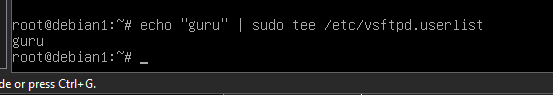 root@debian1:~# echo "guru" | sudo tee /etc/vsftpd.userlist
guru
root@debian1:~# _
de or press Ctrl+G.